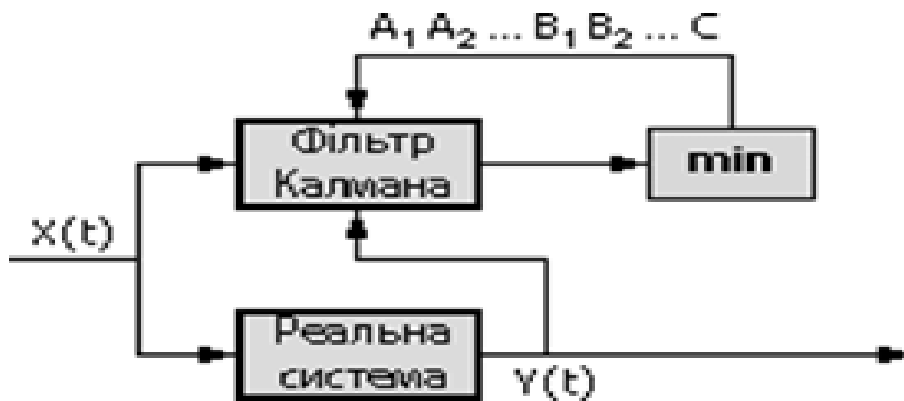 A₁ A₂ ... B₁ B₂ ... C
Фільтр
Калмана
min
X(t)
Реальна
система
Y(t)